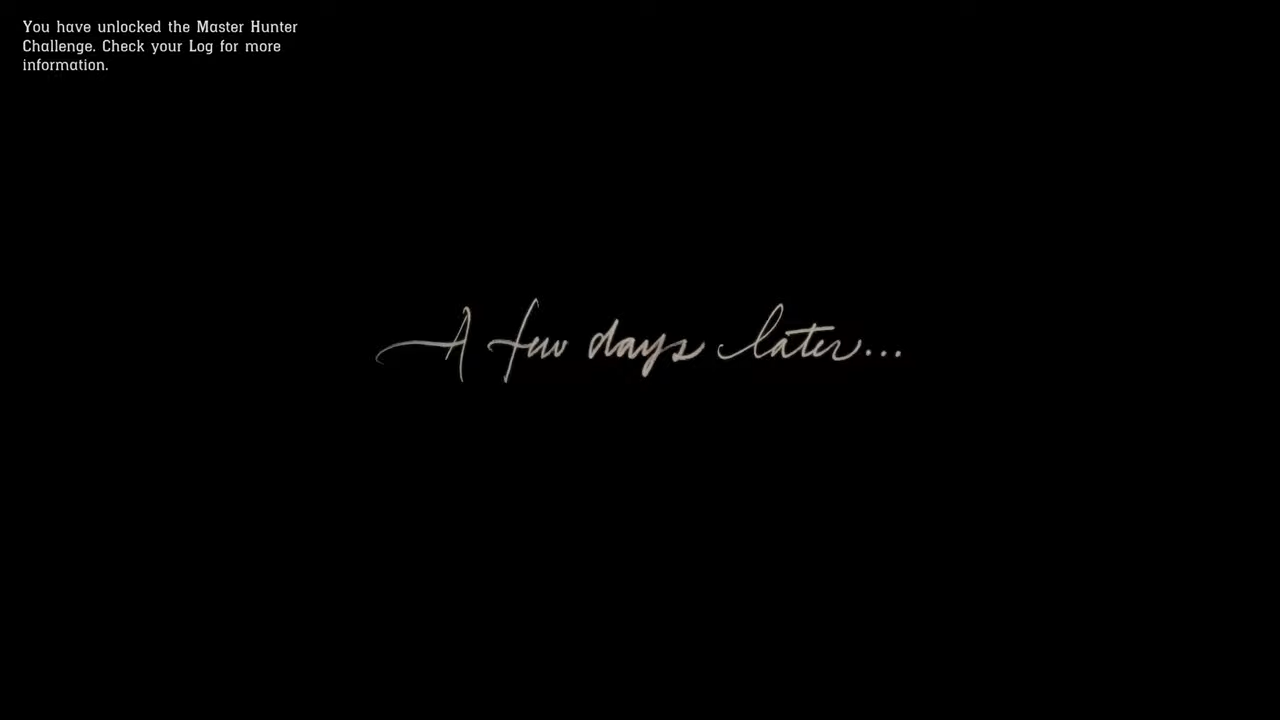 You have unlocked the Master Hunter
Challenge. Check your Log for more
information.
A few days later...